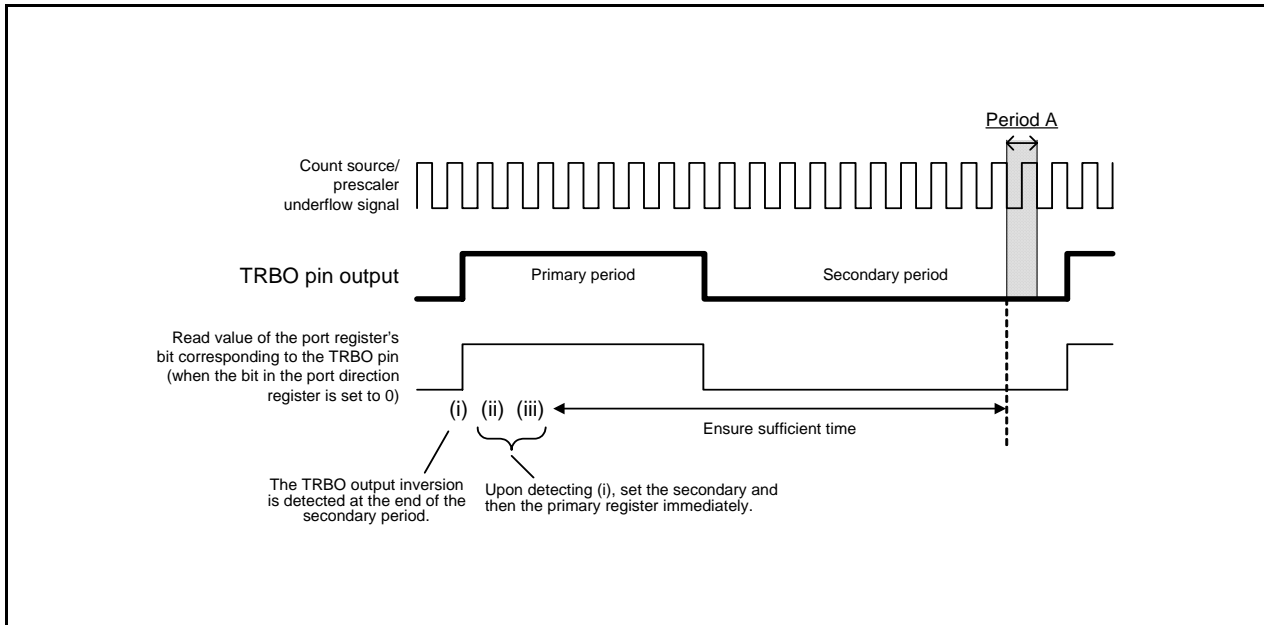 Period A
Count source/
prescaler
underflow signal
TRBO pin output
Primary period
Secondary period
Read value of the port register's
bit corresponding to the TRBO pin
(when the bit in the port direction
register is set to 0)
(i) (ii) (iii)
Ensure sufficient time
The TRBO output inversion
is detected at the end of the
secondary period.
Upon detecting (i), set the secondary and
then the primary register immediately.